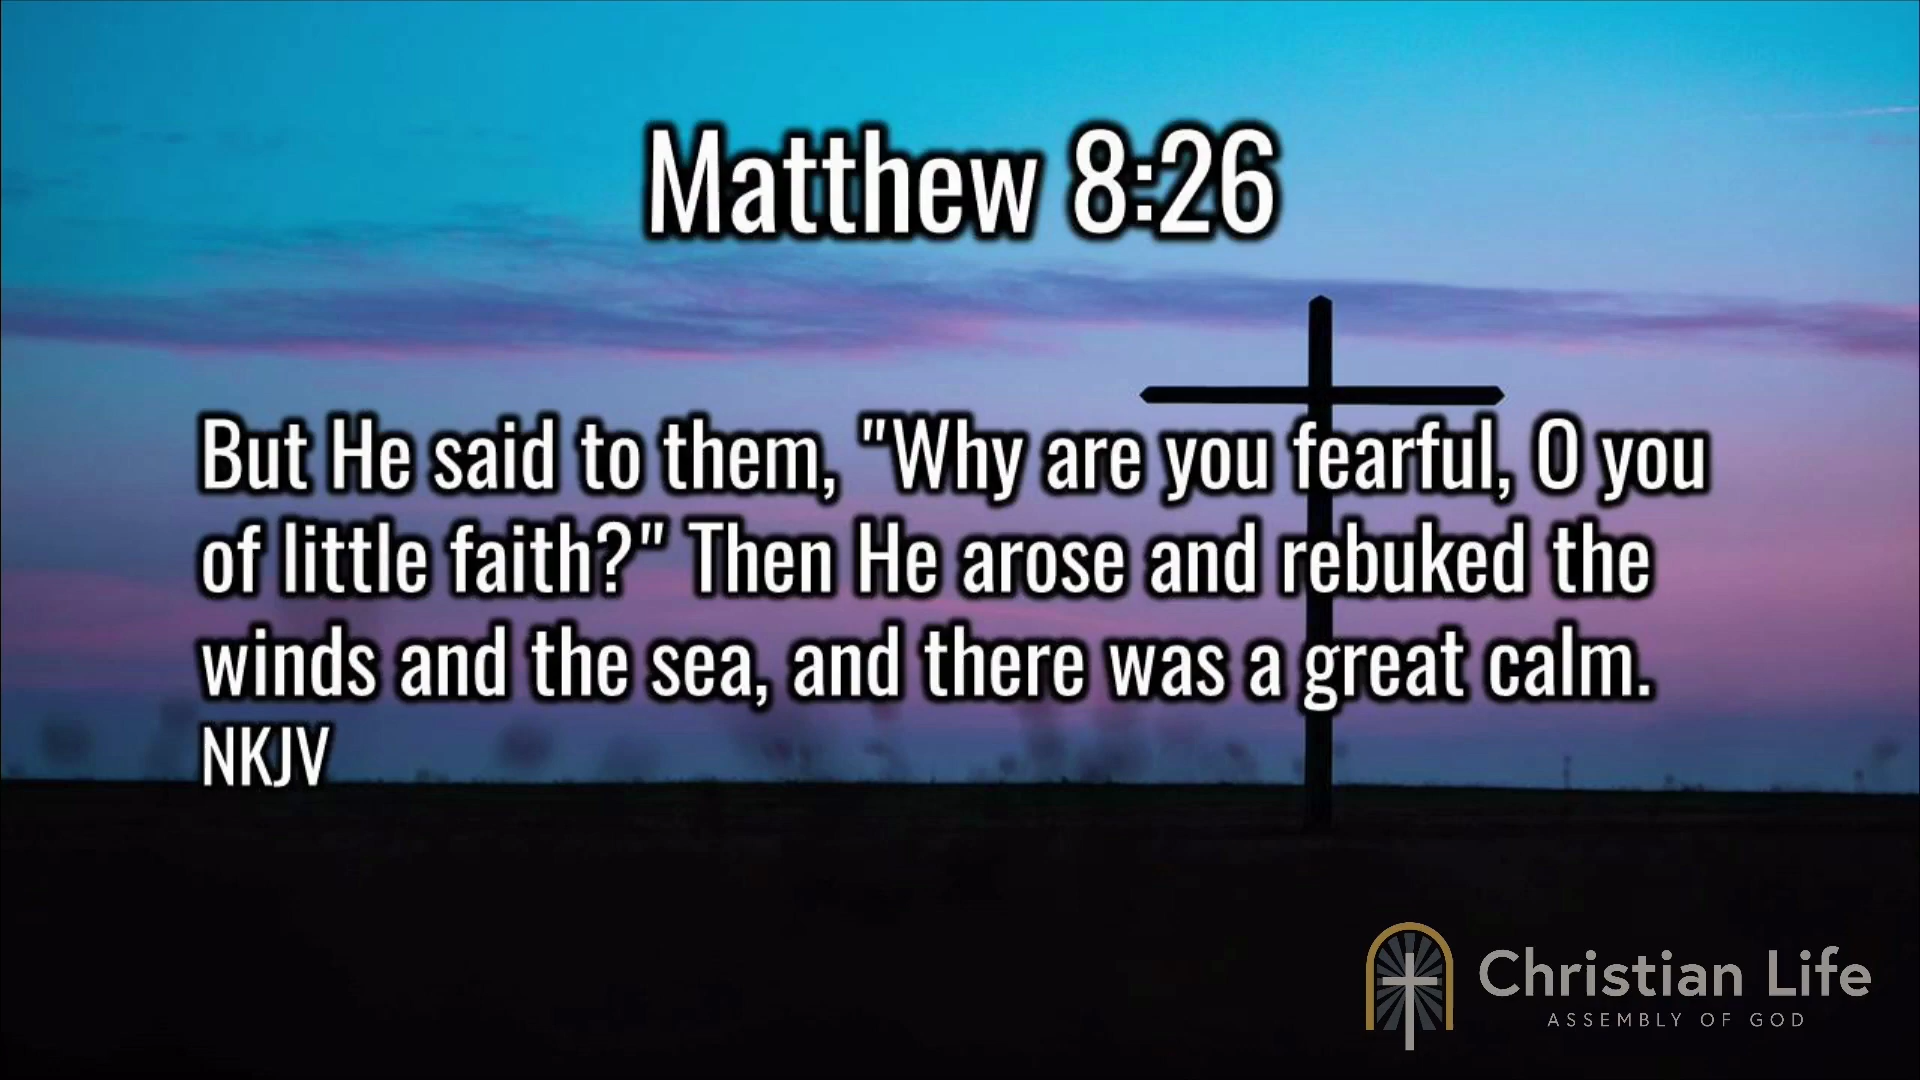 Matthew 8:26
But He said to them, "Why are you fearful, O you
of little faith?" Then He arose and rebuked the
winds and the sea, and there was a great calm.
NKJV
Christian Life
ASSEMBLY OF GOD